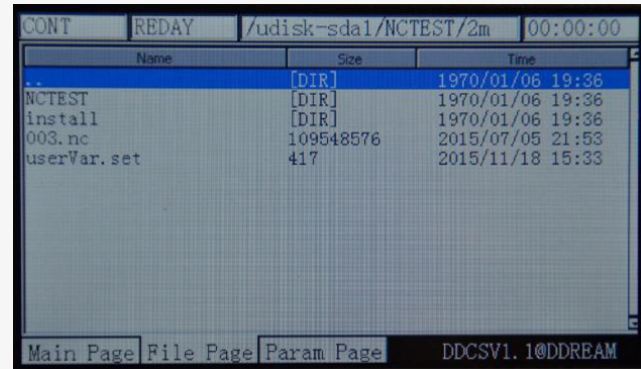 CONT REDAY /udisk-sda1/NCTEST/2m 00:00:00
Name Size Time
.. [DIR] 1970/01/06 19:36
NCTEST [DIR] 1970/01/06 19:36
install [DIR] 1970/01/06 19:36
003.nc 109548576 2015/07/05 21:53
userVar.set 417 2015/11/18 15:33
Main Page File Page Param Page DDCSV1.1@DDREAM